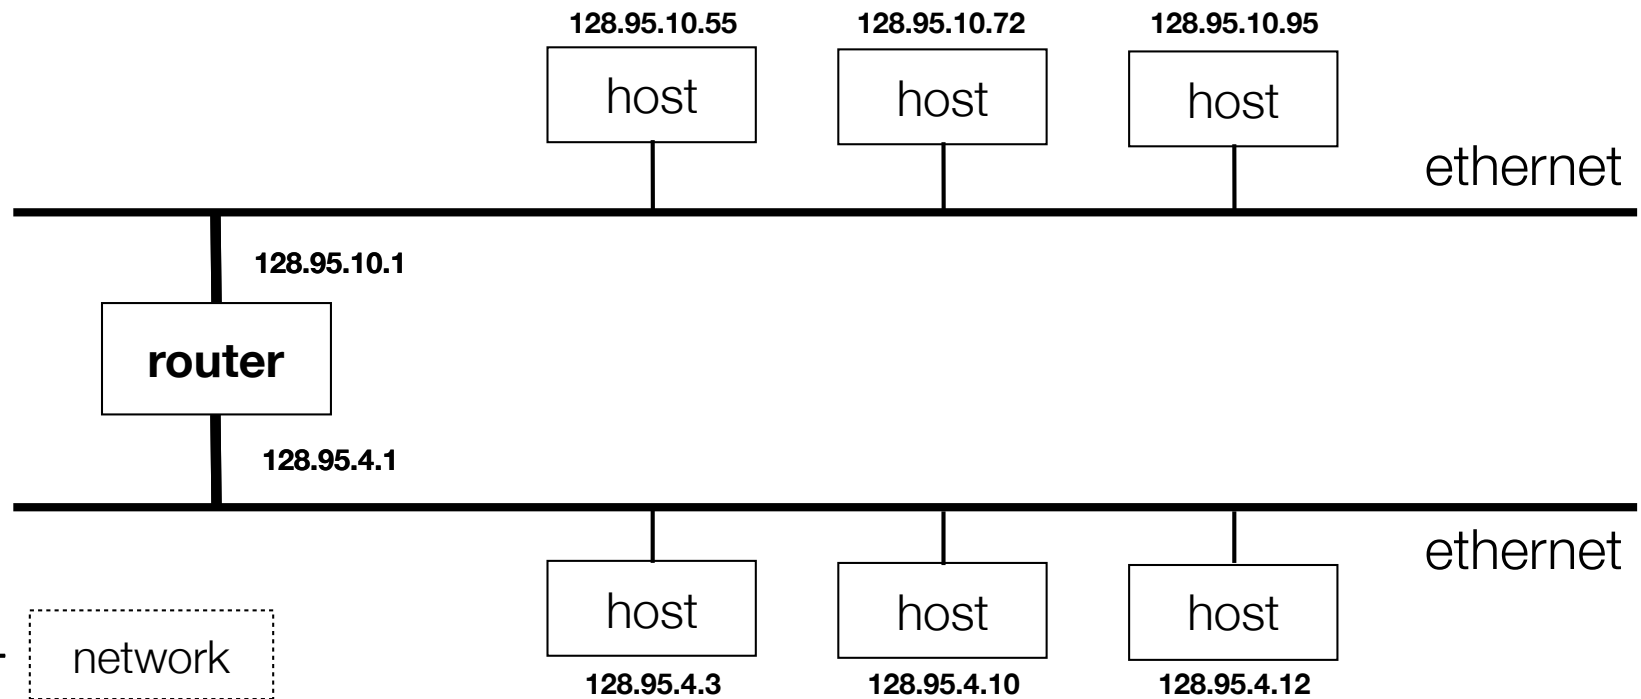 128.95.10.55
128.95.10.72
128.95.10.95
host
host
host
ethernet
128.95.10.1
router
128.95.4.1
ethernet
host
host
host
network
128.95.4.3
128.95.4.10
128.95.4.12